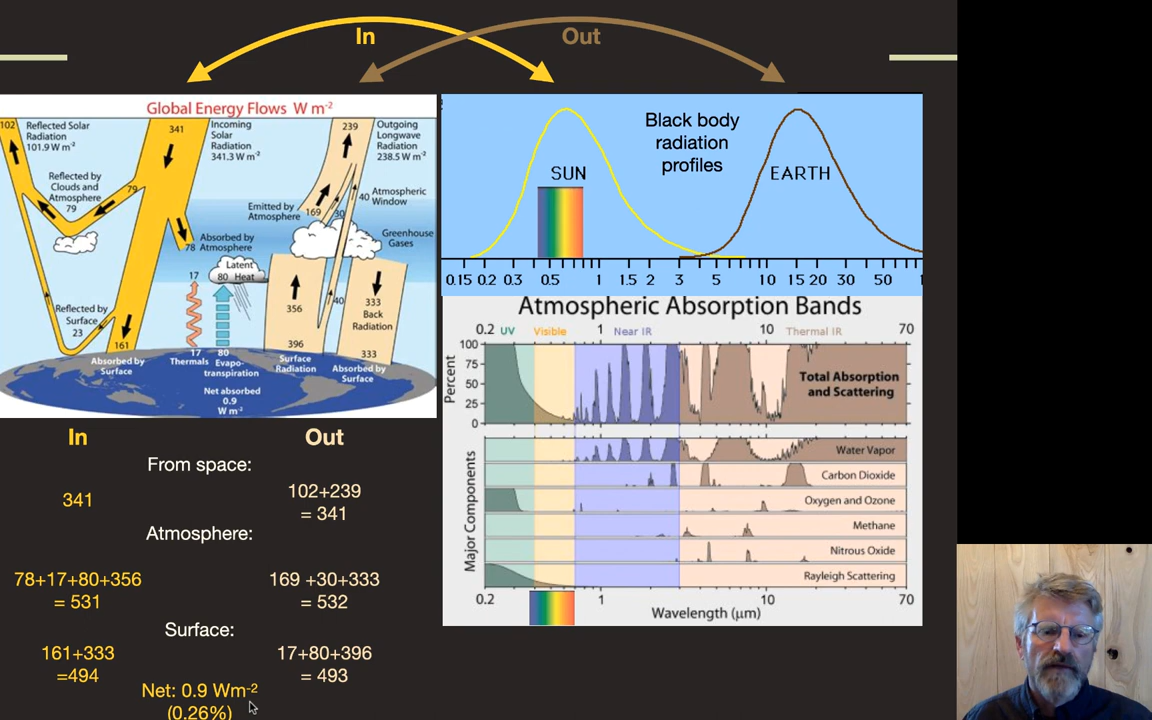 In
Out
Global Energy Flows W m-2
102
Reflected Solar
Radiation
101.9 W m-2
341
Incoming
Solar
Radiation
341.3 W m-2
239
Outgoing
Longwave
Radiation
238.5 W m-2
Reflected by
Clouds and
Atmosphere
79
79
Emitted by
Atmosphere
169
30
40
Atmospheric
Window
Greenhouse
Gases
78
Absorbed by
Atmosphere
17
Latent
80 Heat
Reflected by
Surface
23
356
40
333
Back
Radiation
161
Absorbed by
Surface
17
Thermals
80
Evapo-
transpiration
396
Surface
Radiation
333
Absorbed by
Surface
Net absorbed
0.9
W m-2
Black body
radiation
profiles
SUN
EARTH
0.15 0.2 0.3 0.5 1 1.5 2 3 5 10 15 20 30 50
Atmospheric Absorption Bands
0.2 UV Visible 1 Near IR 10 Thermal IR 70
Percent
100
75
50
25
0
Total Absorption
and Scattering
Major Components
Water Vapor
Carbon Dioxide
Oxygen and Ozone
Methane
Nitrous Oxide
Rayleigh Scattering
0.2 1 10 70
Wavelength (μm)
In
Out
From space:
341
102+239
= 341
Atmosphere:
78+17+80+356
= 531
169 +30+333
= 532
Surface:
161+333
=494
17+80+396
= 493
Net: 0.9 Wm-2
(0.26%)